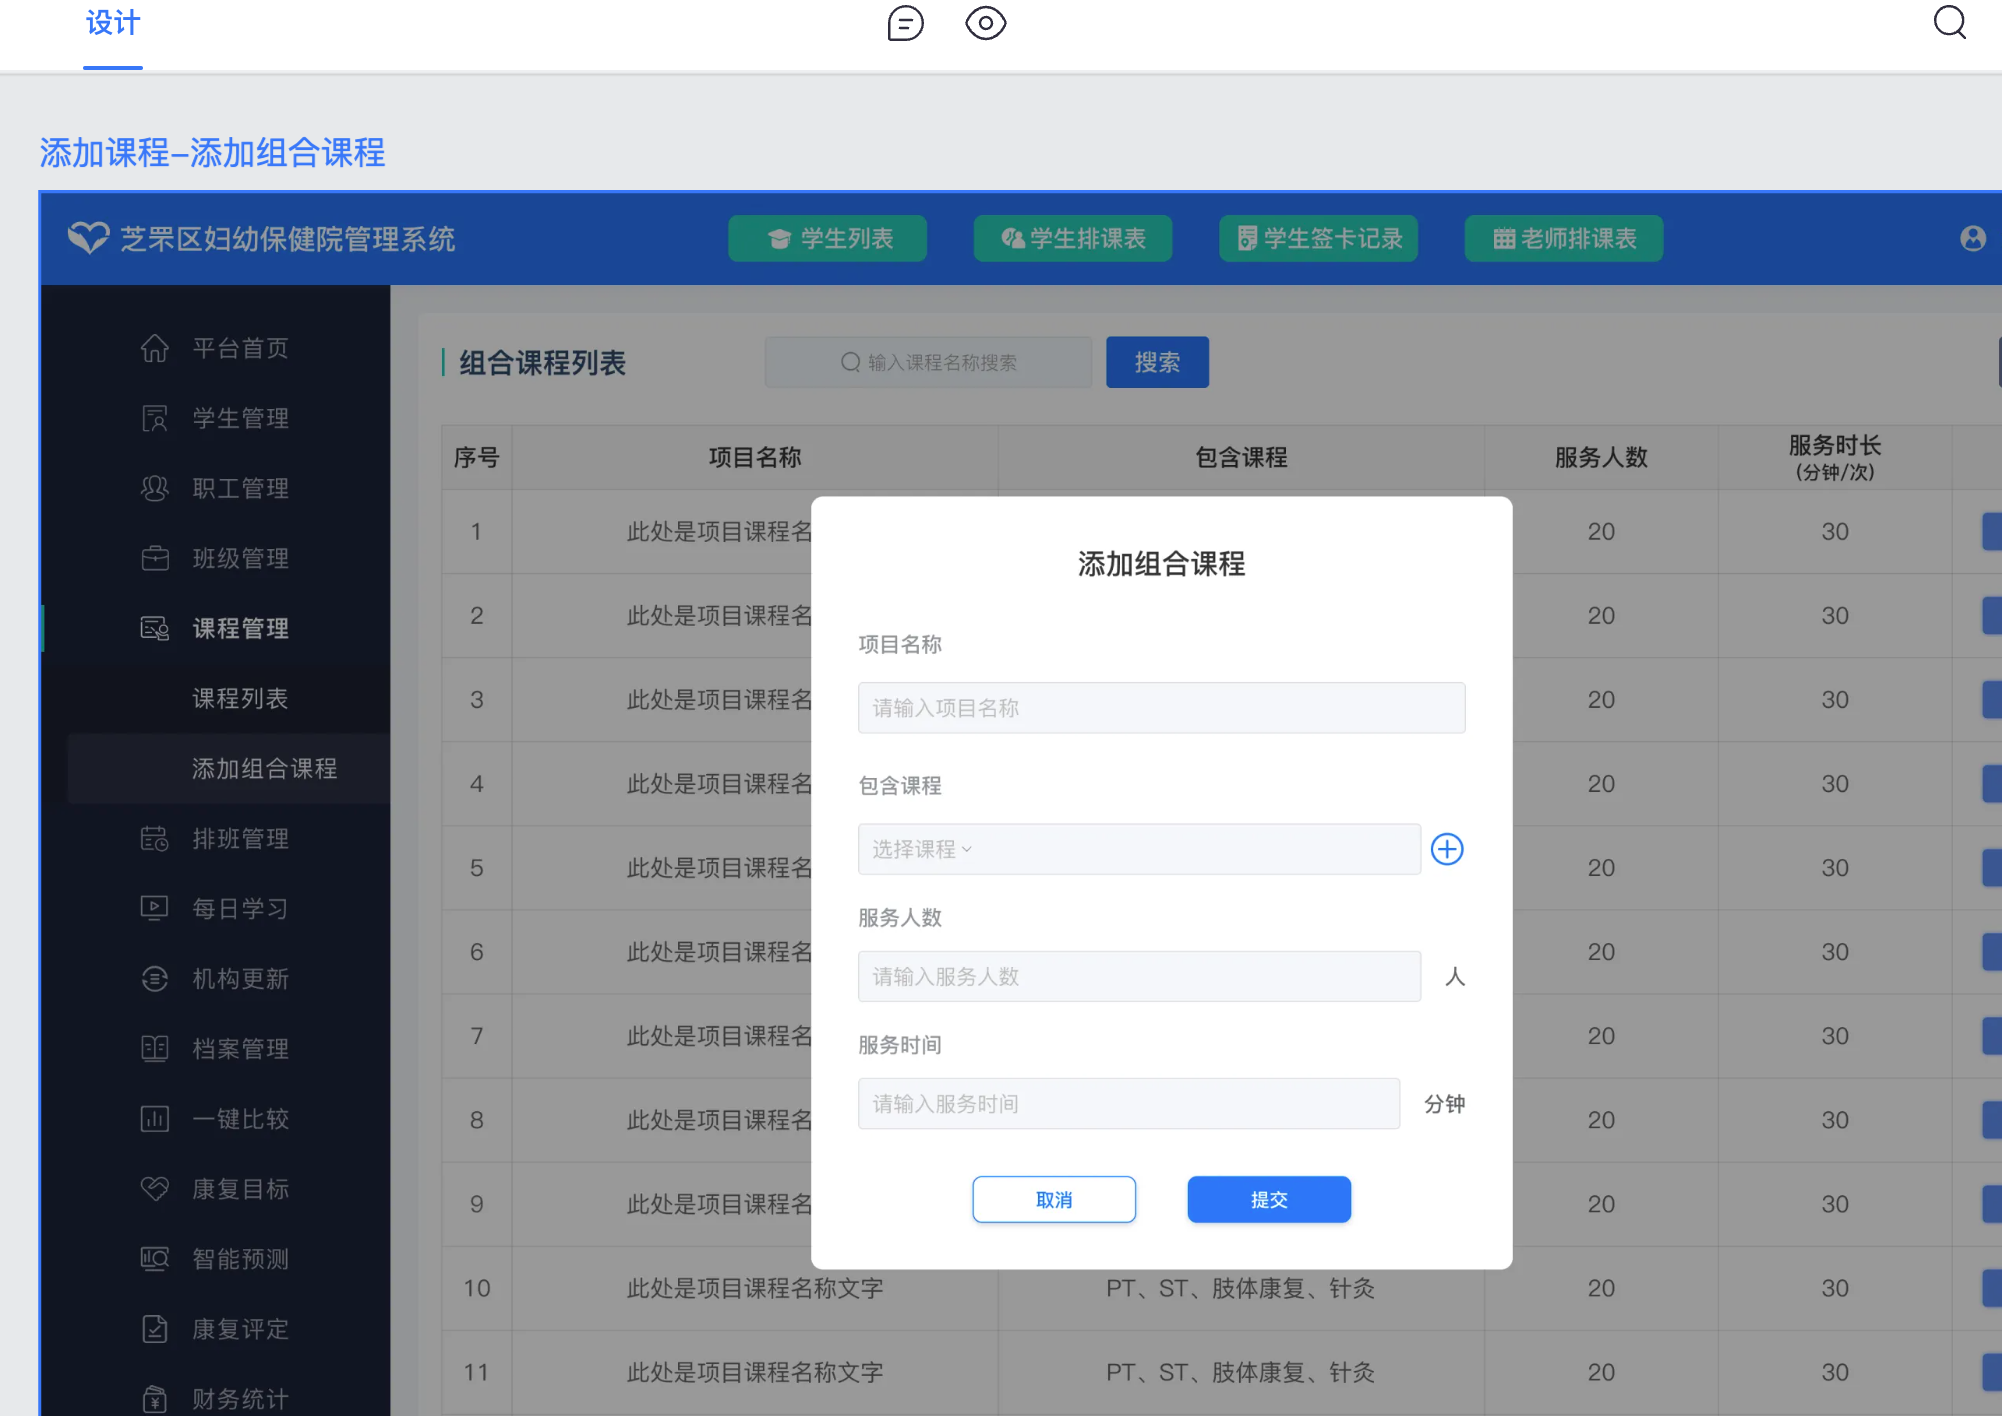 设计
添加课程-添加组合课程
芝罘区妇幼保健院管理系统
学生列表
学生排课表
学生签卡记录
老师排课表
平台首页
学生管理
职工管理
班级管理
课程管理
课程列表
添加组合课程
排班管理
每日学习
机构更新
档案管理
一键比较
康复目标
智能预测
康复评定
财务统计
组合课程列表
输入课程名称搜索
搜索
序号 项目名称 包含课程 服务人数 服务时长
(分钟/次)
1 此处是项目课程名 20 30
2 此处是项目课程名 20 30
3 此处是项目课程名 20 30
4 此处是项目课程名 20 30
5 此处是项目课程名 20 30
6 此处是项目课程名 20 30
7 此处是项目课程名 20 30
8 此处是项目课程名 20 30
9 此处是项目课程名 20 30
10 此处是项目课程名称文字 PT、ST、肢体康复、针灸 20 30
11 此处是项目课程名称文字 PT、ST、肢体康复、针灸 20 30
添加组合课程
项目名称
请输入项目名称
包含课程
选择课程
服务人数
请输入服务人数 人
服务时间
请输入服务时间 分钟
取消 提交